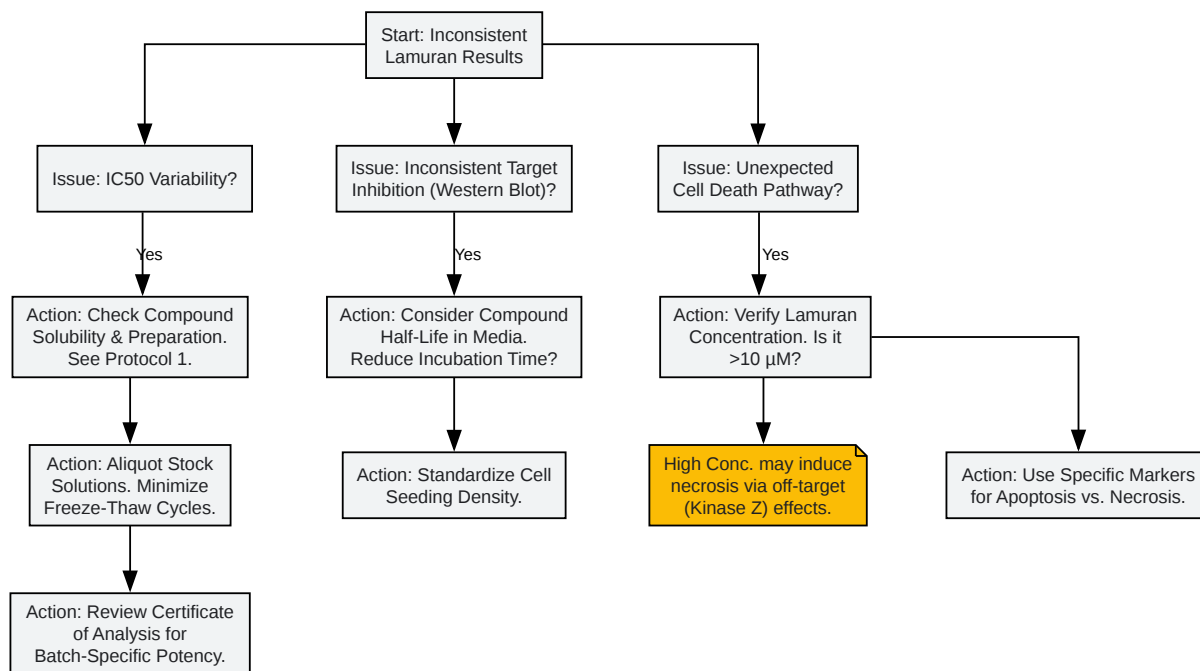 Start: Inconsistent
Lamuran Results
Issue: IC50 Variability?
Issue: Inconsistent Target
Inhibition (Western Blot)?
Issue: Unexpected
Cell Death Pathway?
Yes
Yes
Yes
Action: Check Compound
Solubility & Preparation.
See Protocol 1.
Action: Consider Compound
Half-Life in Media.
Reduce Incubation Time?
Action: Verify Lamuran
Concentration. Is it
>10 µM?
Action: Aliquot Stock
Solutions. Minimize
Freeze-Thaw Cycles.
Action: Standardize Cell
Seeding Density.
High Conc. may induce
necrosis via off-target
(Kinase Z) effects.
Action: Use Specific Markers
for Apoptosis vs. Necrosis.
Action: Review Certificate
of Analysis for
Batch-Specific Potency.